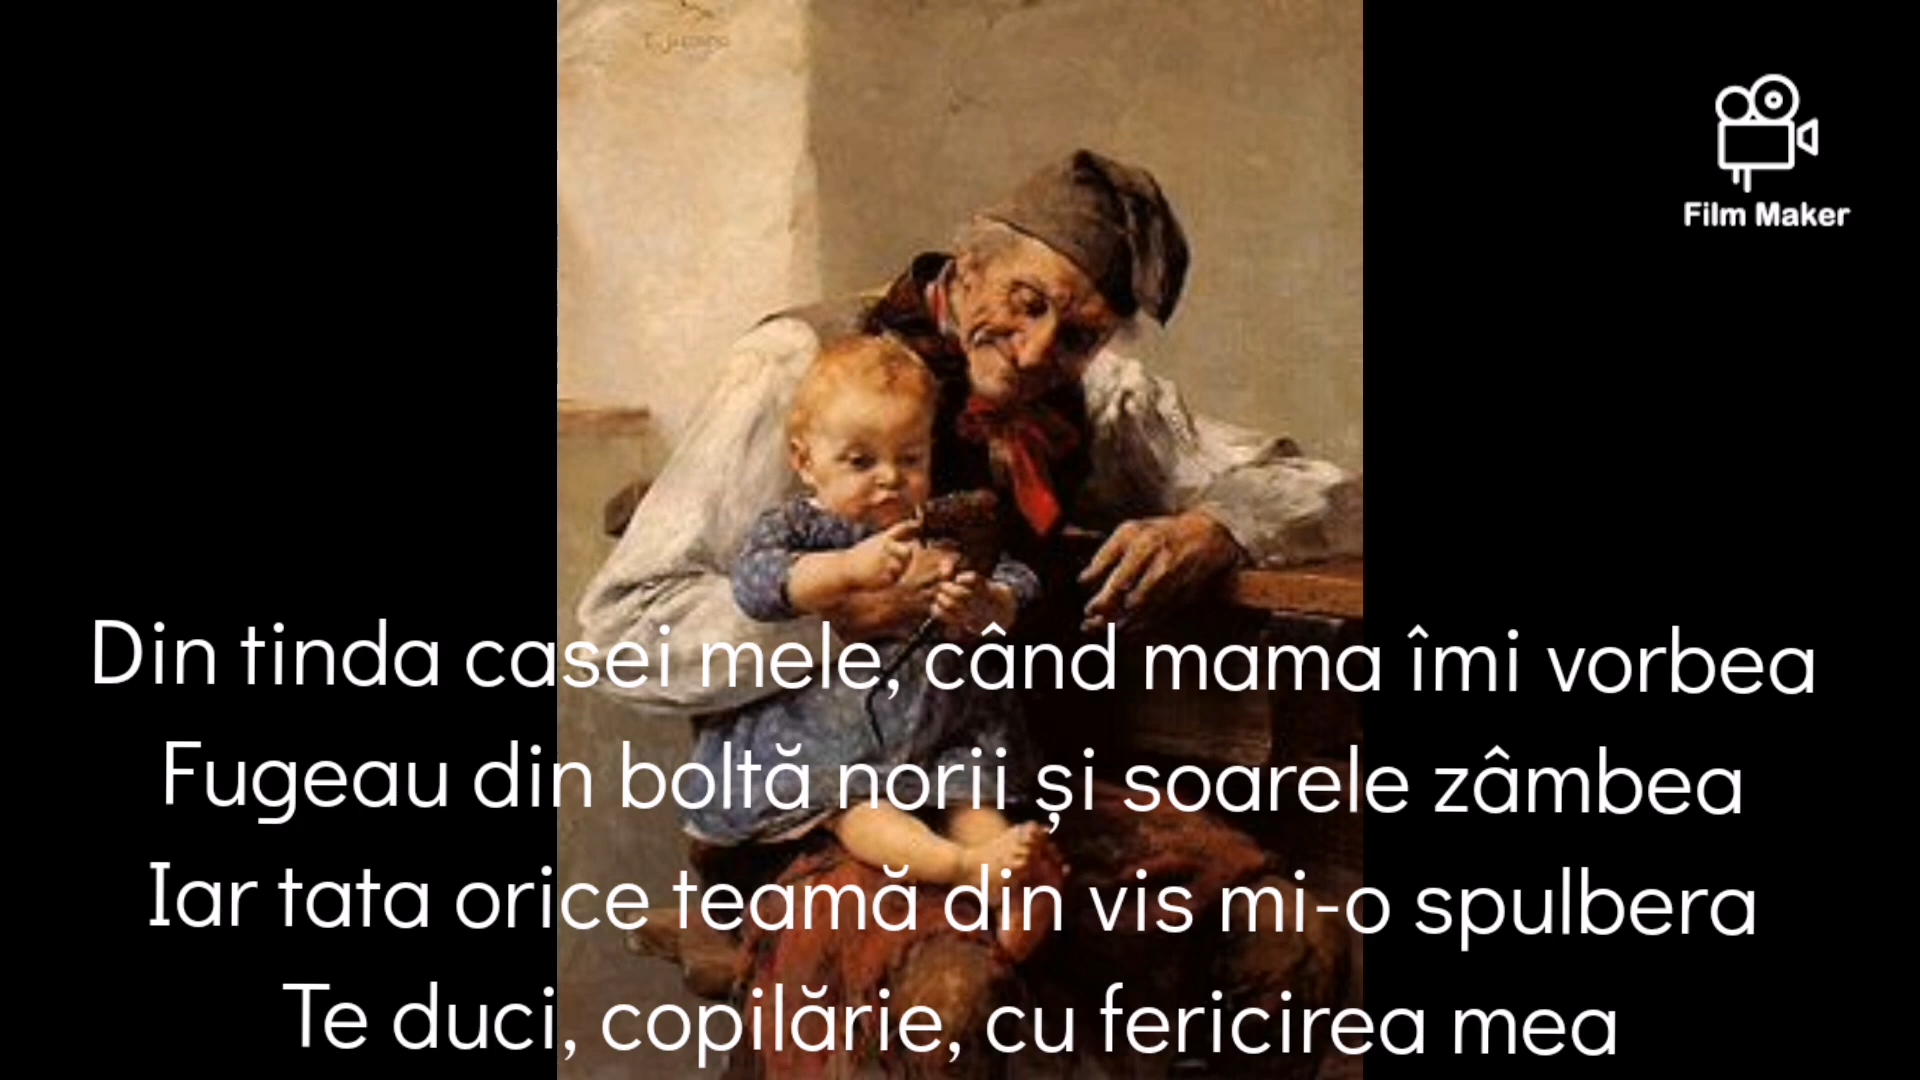 Film Maker
Din tinda casei mele, când mama îmi vorbea
Fugeau din boltă norii și soarele zâmbea
Iar tata orice teamă din vis mi-o spulbera
Te duci, copilărie, cu fericirea mea